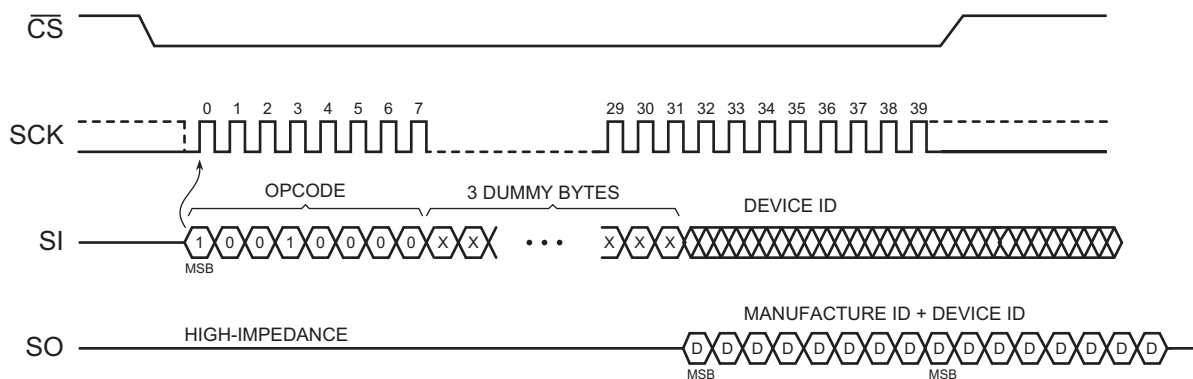 CS
0 1 2 3 4 5 6 7 29 30 31 32 33 34 35 36 37 38 39
SCK
OPCODE 3 DUMMY BYTES DEVICE ID
SI 1 0 0 1 0 0 0 0 X X • • • X X X
MSB
HIGH-IMPEDANCE MANUFACTURE ID + DEVICE ID
SO D D D D D D D D D D D D D D D D
MSB MSB